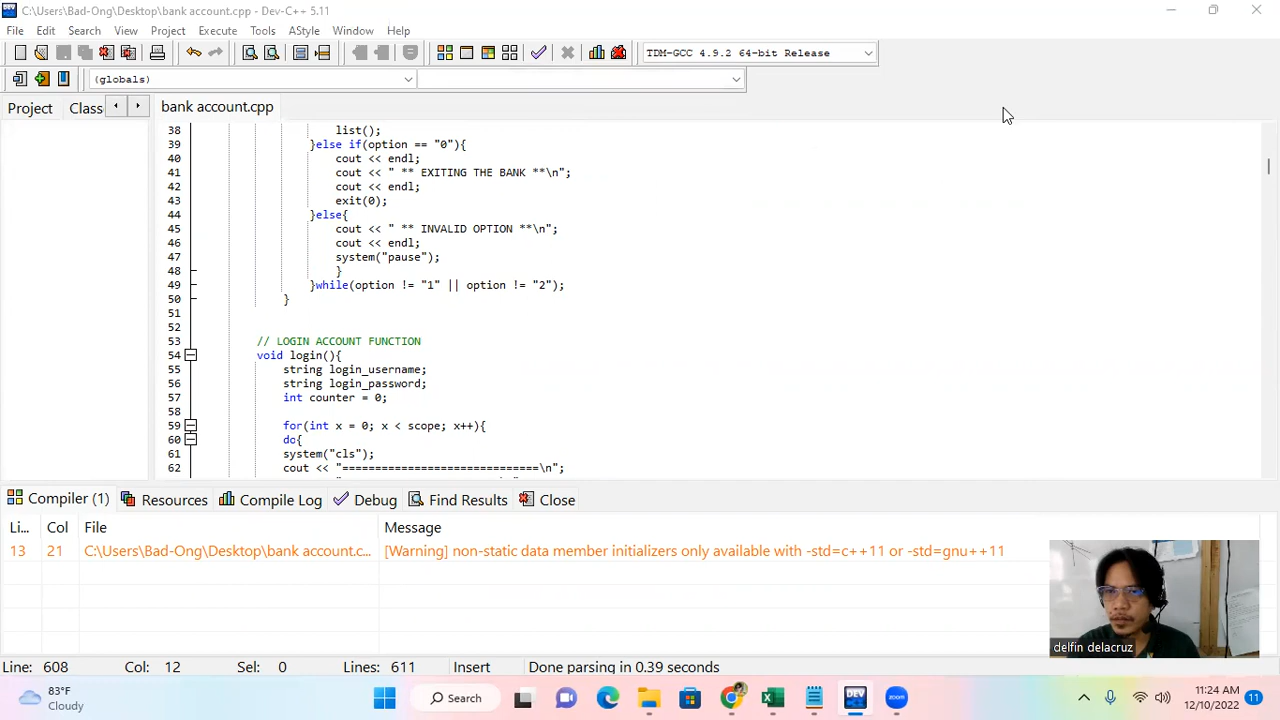 C:\Users\Bad-Ong\Desktop\bank account.cpp - Dev-C++ 5.11
File Edit Search View Project Execute Tools AStyle Window Help
TDM-GCC 4.9.2 64-bit Release
(globals)
Project Class bank account.cpp
38 list();
39 }else if(option == "0"){
40 cout << endl;
41 cout << " ** EXITING THE BANK **\n";
42 cout << endl;
43 exit(0);
44 }else{
45 cout << " ** INVALID OPTION **\n";
46 cout << endl;
47 system("pause");
48 }
49 }while(option != "1" || option != "2");
50 }
51
52
53 // LOGIN ACCOUNT FUNCTION
54 void login(){
55 string login_username;
56 string login_password;
57 int counter = 0;
58
59 for(int x = 0; x < scope; x++){
60 do{
61 system("cls");
62 cout << "==============================\n";
Compiler (1) Resources Compile Log Debug Find Results Close
Li... Col File Message
13 21 C:\Users\Bad-Ong\Desktop\bank account.c... [Warning] non-static data member initializers only available with -std=c++11 or -std=gnu++11
delfin delacruz
Line: 608 Col: 12 Sel: 0 Lines: 611 Insert Done parsing in 0.39 seconds
83°F
Cloudy
Search
DEV
zoom
11:24 AM
12/10/2022
11